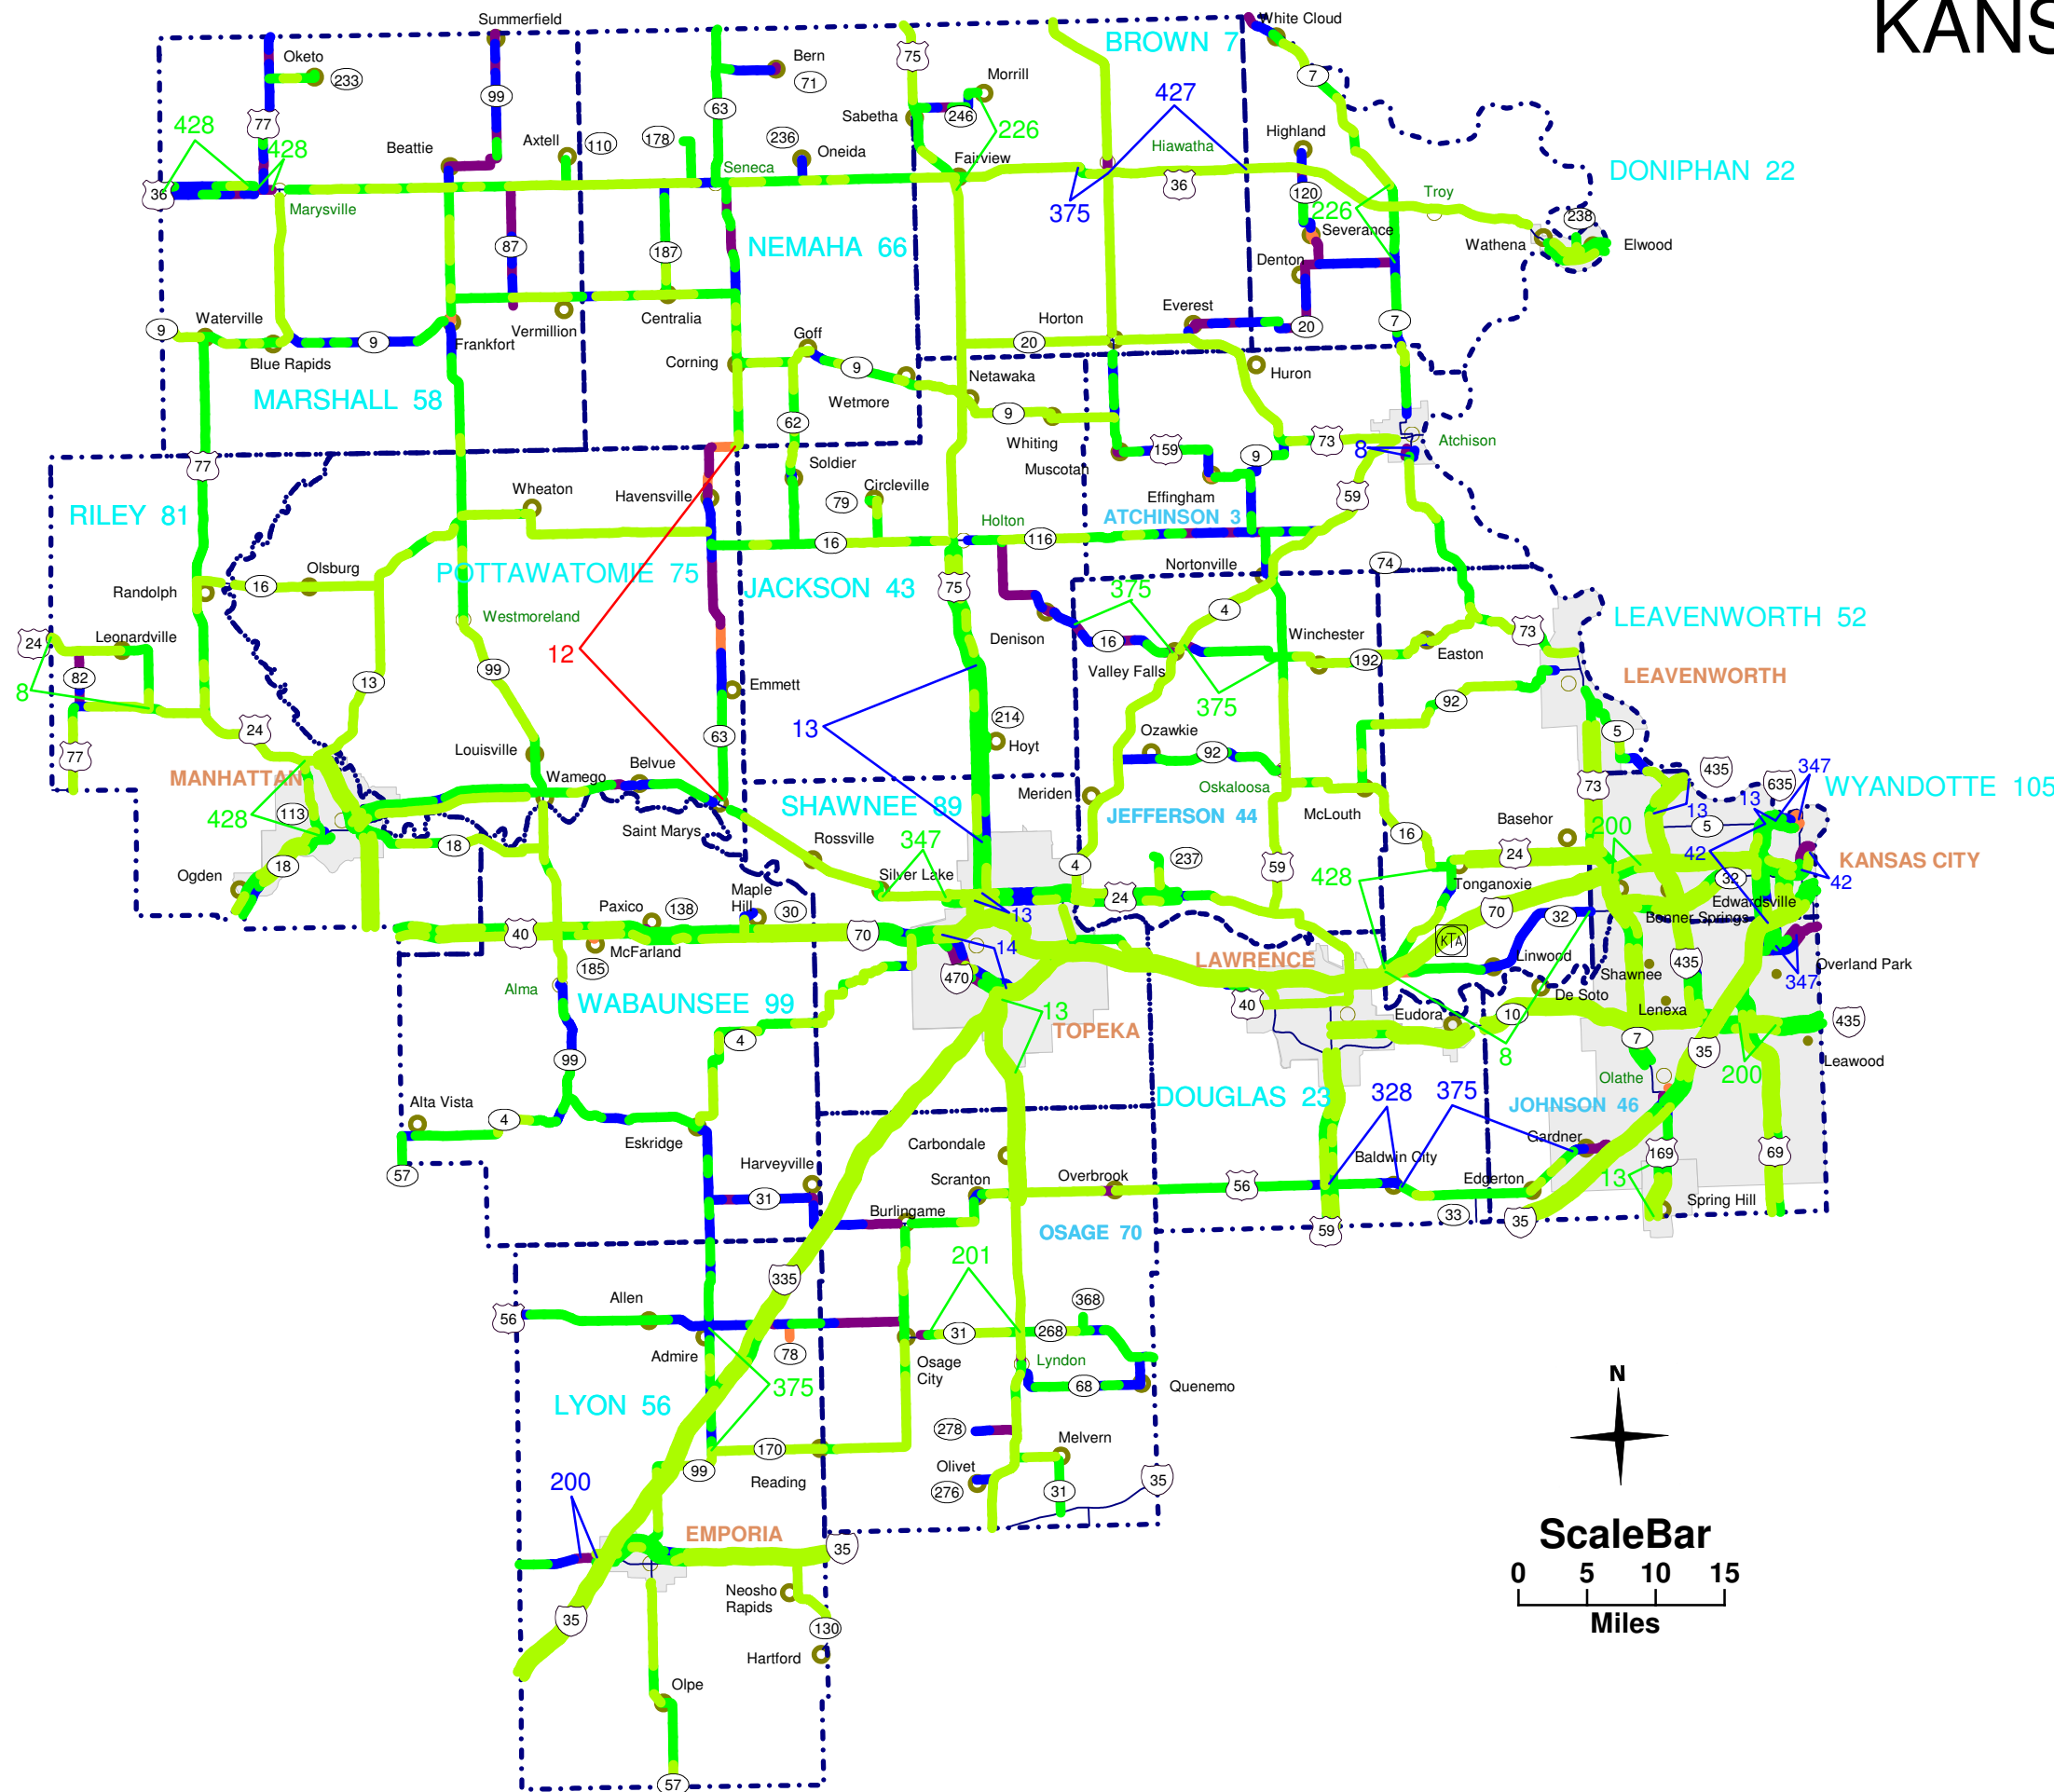 KANS
Summerfield
White Cloud
BROWN 7
Oketo
233
Bern
71
75
Morrill
7
99
63
427
77
428
428
Sabetha
246
226
Highland
Beattie
Axtell
110
178
236
Oneida
Seneca
Fairview
Hiawatha
DONIPHAN 22
36
Marysville
375
36
120
Troy
226
238
Severance
Wathena
Elwood
87
187
NEMAHA 66
Denton
Waterville
9
Vermillion
Centralia
Goff
Horton
Everest
20
20
7
9
Blue Rapids
Frankfort
Corning
9
Netawaka
Huron
MARSHALL 58
Wetmore
9
62
Whiting
Muscotah
159
9
73
8
Atchison
77
Soldier
Circleville
79
Wheaton
Havensville
Effingham
59
RILEY 81
ATCHINSON 3
Holton
16
116
Nortonville
74
Olsburg
POTTAWATOMIE 75
JACKSON 43
75
Randolph
16
375
4
LEAVENWORTH 52
Westmoreland
24
Leonardville
Denison
16
Winchester
73
12
Valley Falls
192
Easton
8
82
13
99
Emmett
375
92
LEAVENWORTH
24
63
13
214
Hoyt
Ozawkie
92
5
77
Louisville
MANHATTAN
Wamego
Belvue
Oskaloosa
435
347
73
635
WYANDOTTE 105
SHAWNEE 89
Meriden
JEFFERSON 44
McLouth
113
428
Saint Marys
Rossville
347
16
Basehor
13
13
5
200
18
18
4
237
59
24
42
KANSAS CITY
Ogden
Silver Lake
428
Tonganoxie
32
42
Maple
Hill
30
24
Edwardsville
Paxico
138
13
70
32
Bonner Springs
40
McFarland
70
14
KTA
185
LAWRENCE
Linwood
Shawnee
435
Overland Park
470
347
Alma
WABAUNSEE 99
40
De Soto
Lenexa
13
TOPEKA
Eudora
10
435
4
7
35
8
Leawood
99
Olathe
200
DOUGLAS 23
328
375
JOHNSON 46
Alta Vista
4
Eskridge
Carbondale
Gardner
Harveyville
Baldwin City
169
69
57
31
Scranton
Overbrook
56
Edgerton
13
Burlingame
33
Spring Hill
59
35
OSAGE 70
201
335
Allen
56
368
31
268
Admire
78
Osage
City
Lyndon
68
Quenemo
375
N
LYON 56
278
Melvern
170
99
Reading
Olivet
276
31
35
200
EMPORIA
35
ScaleBar
0 5 10 15
Miles
Neosho
Rapids
35
130
Hartford
Olpe
57